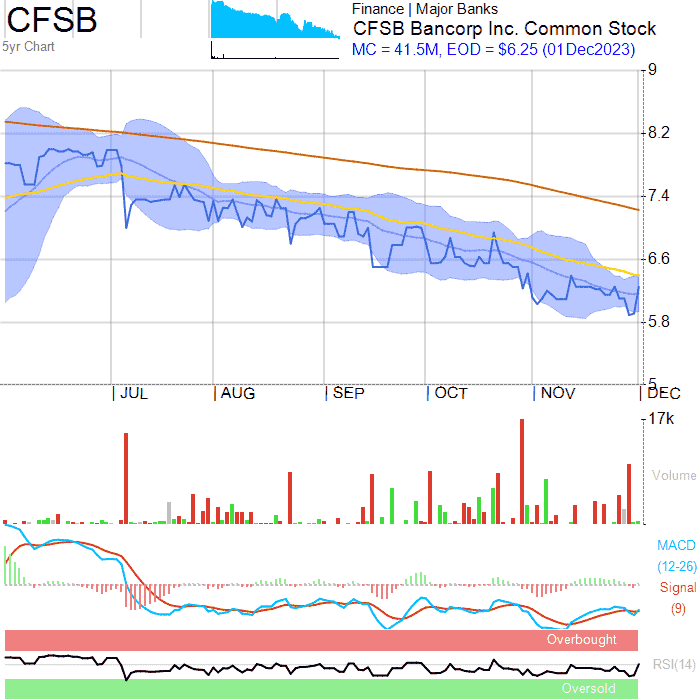 CFSB
5yr Chart
Finance | Major Banks
CFSB Bancorp Inc. Common Stock
MC = 41.5M, EOD = $6.25 (01Dec2023)
9
8.2
7.4
6.6
5.8
5
JUL
AUG
SEP
OCT
NOV
DEC
17k
Volume
MACD
(12-26)
Signal
(9)
Overbought
RSI(14)
Oversold